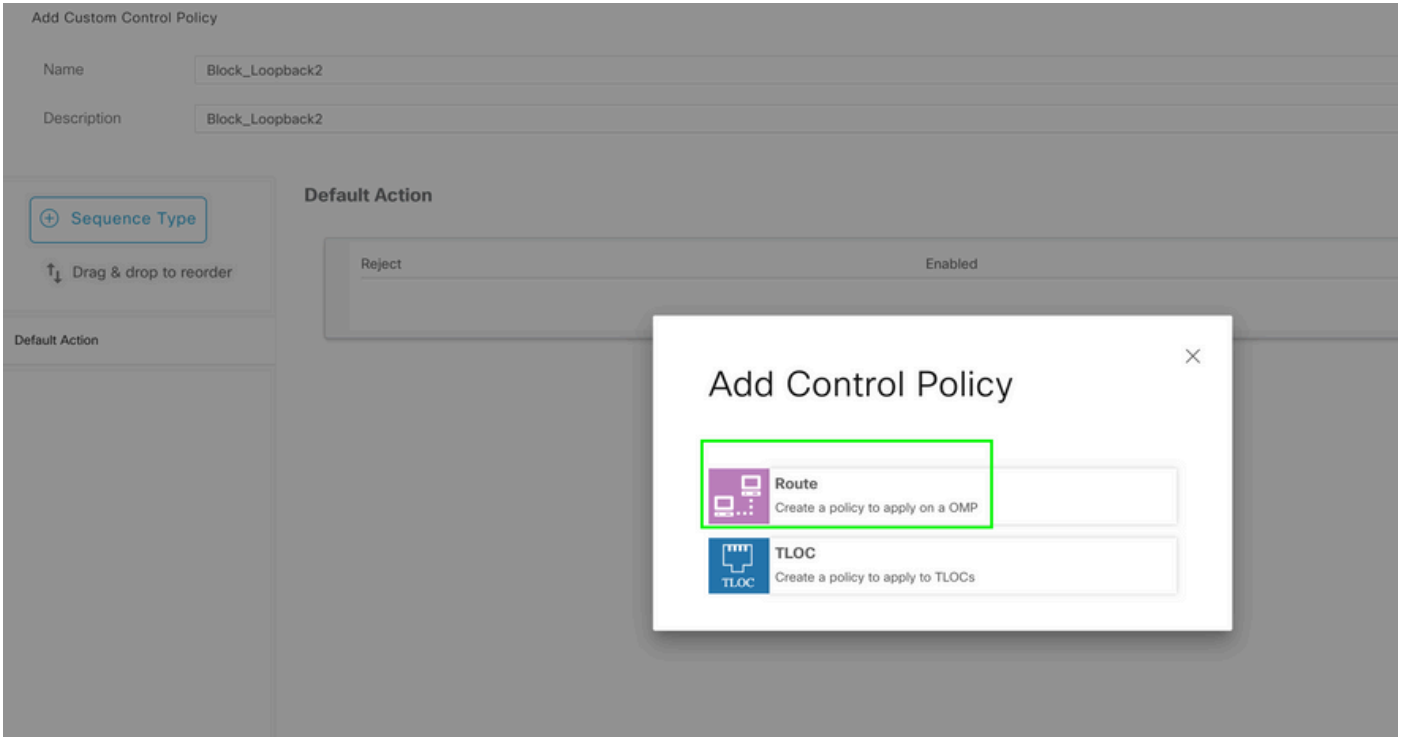 Add Custom Control Policy
Name
Block_Loopback2
Description
Block_Loopback2
Sequence Type
Drag & drop to reorder
Default Action
Default Action
Reject
Enabled
Add Control Policy
Route
Create a policy to apply on a OMP
TLOC
TLOC
Create a policy to apply to TLOCs